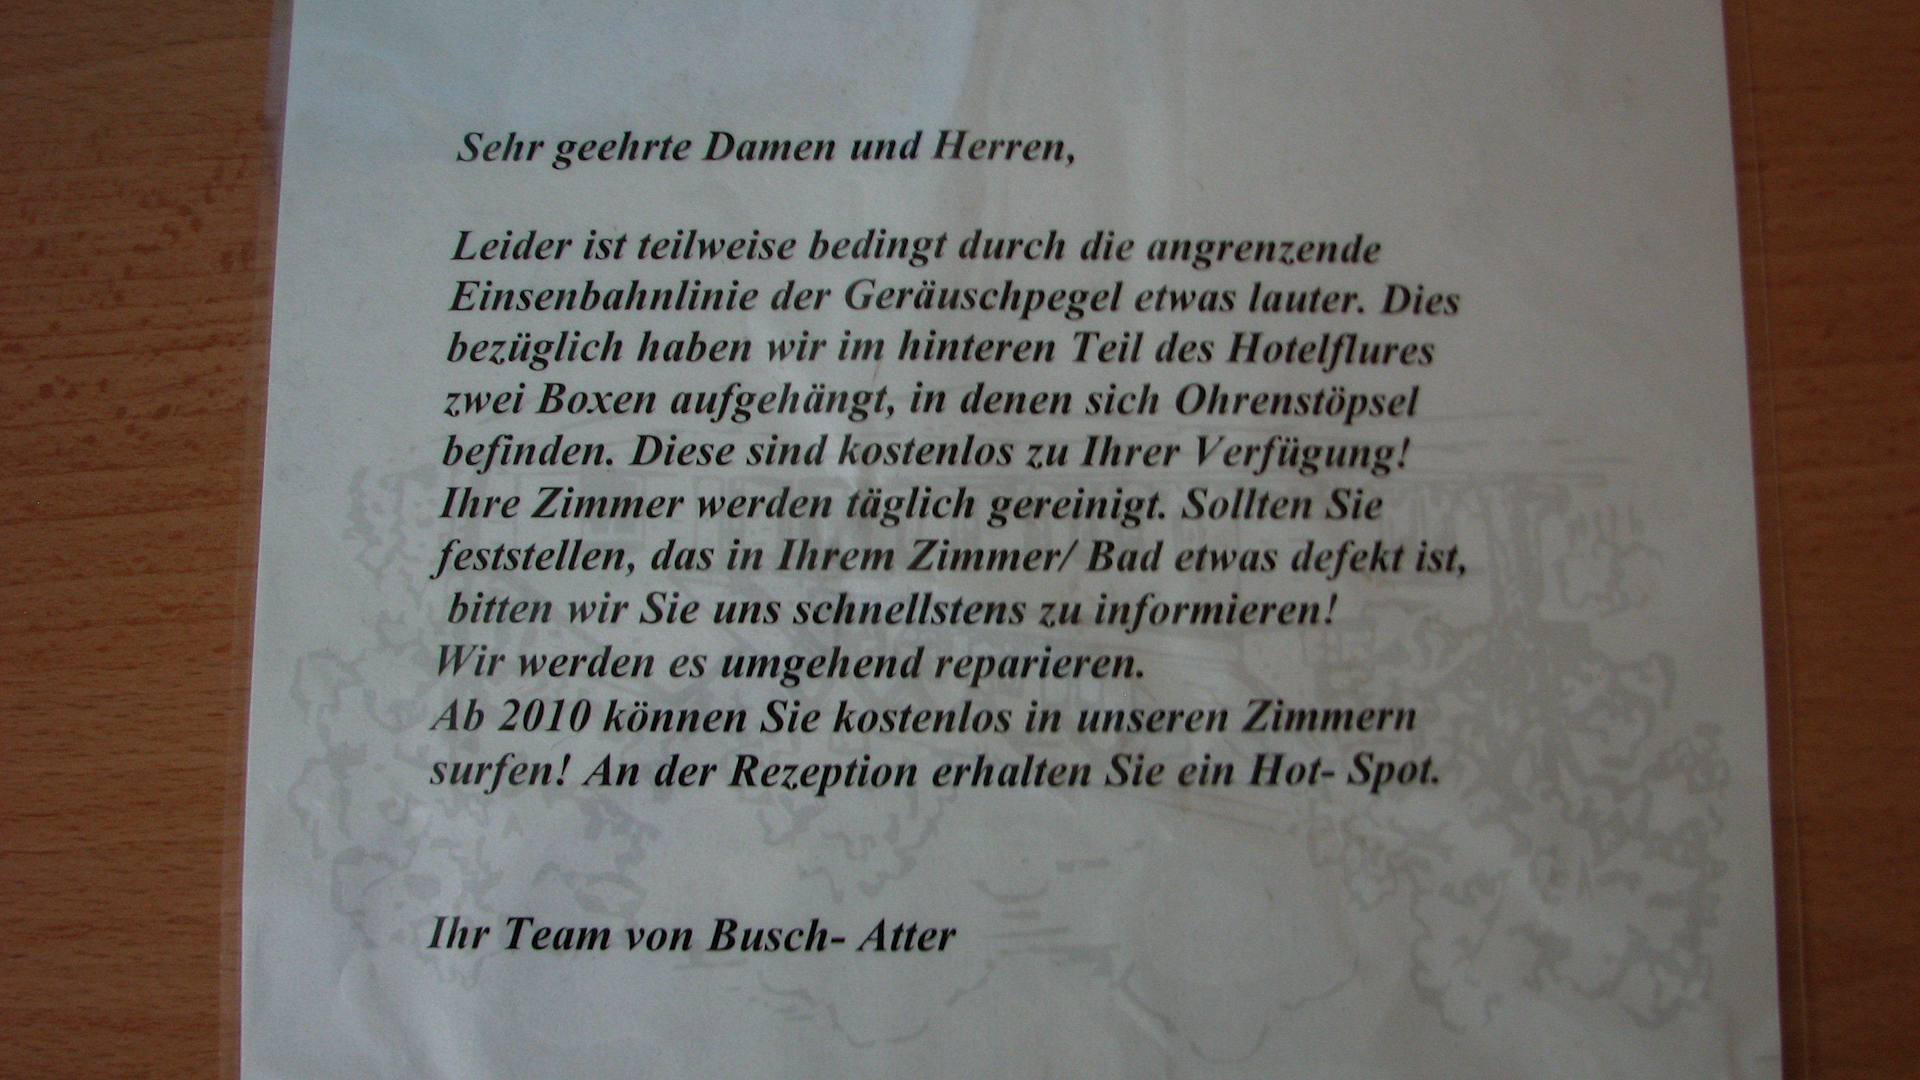 Sehr geehrte Damen und Herren,
Leider ist teilweise bedingt durch die angrenzende
Einsenbahnlinie der Geräuschpegel etwas lauter. Dies
bezüglich haben wir im hinteren Teil des Hotelflures
zwei Boxen aufgehängt, in denen sich Ohrenstöpsel
befinden. Diese sind kostenlos zu Ihrer Verfügung!
Ihre Zimmer werden täglich gereinigt. Sollten Sie
feststellen, das in Ihrem Zimmer/ Bad etwas defekt ist,
bitten wir Sie uns schnellstens zu informieren!
Wir werden es umgehend reparieren.
Ab 2010 können Sie kostenlos in unseren Zimmern
surfen! An der Rezeption erhalten Sie ein Hot- Spot.
Ihr Team von Busch- Atter